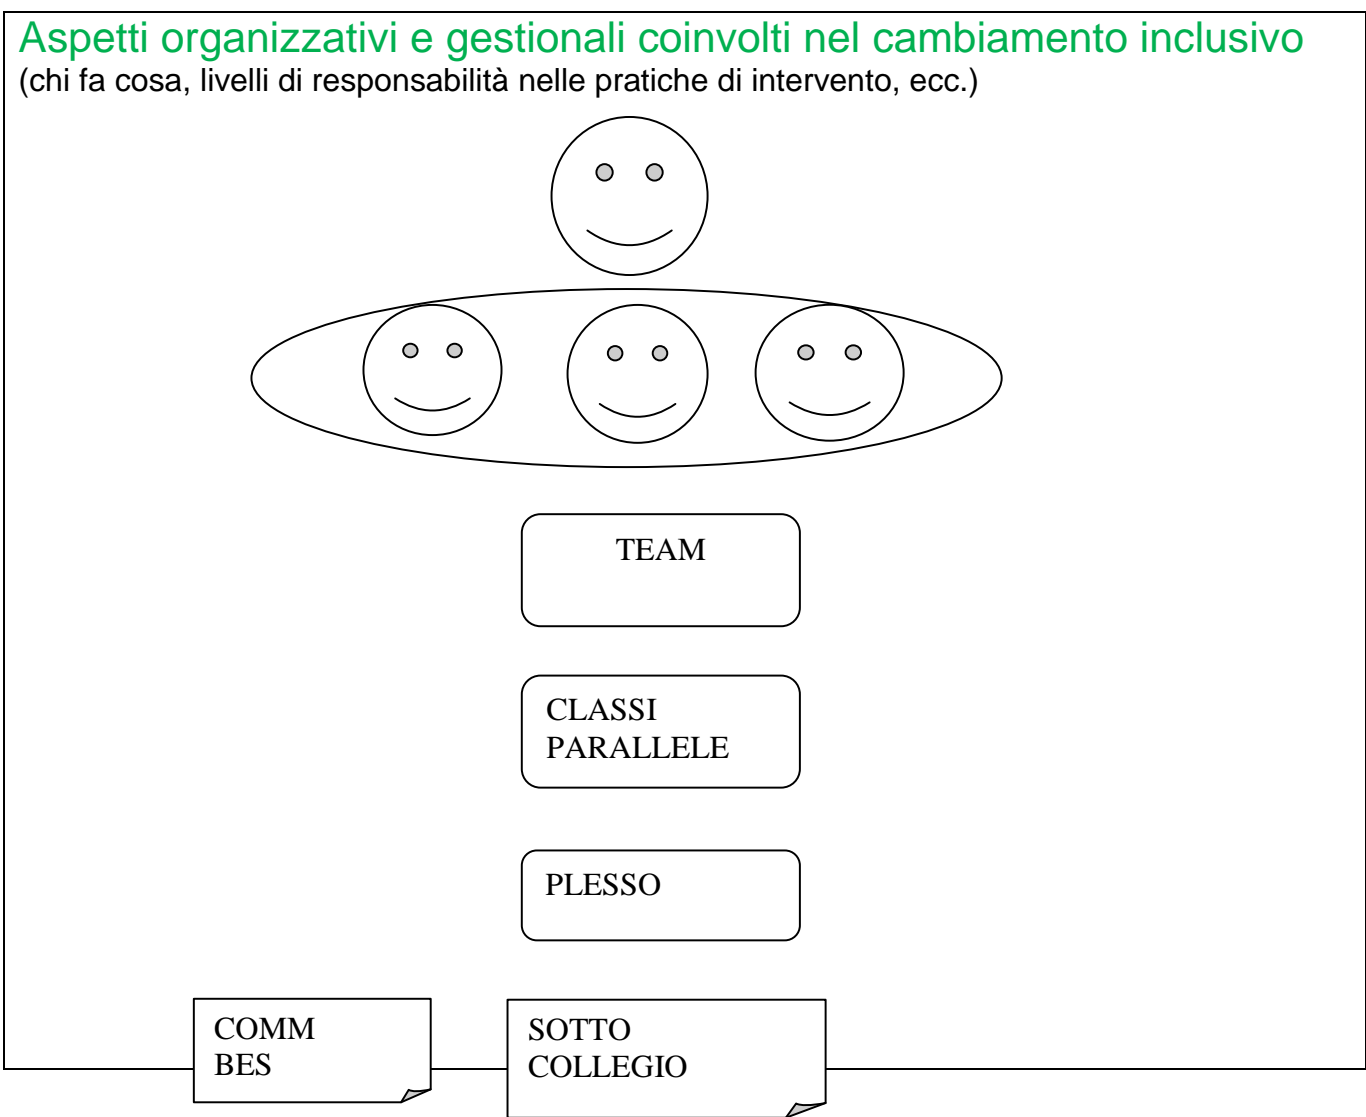 Aspetti organizzativi e gestionali coinvolti nel cambiamento inclusivo
(chi fa cosa, livelli di responsabilità nelle pratiche di intervento, ecc.)
TEAM
CLASSI
PARALLELE
PLESSO
COMM
BES
SOTTO
COLLEGIO